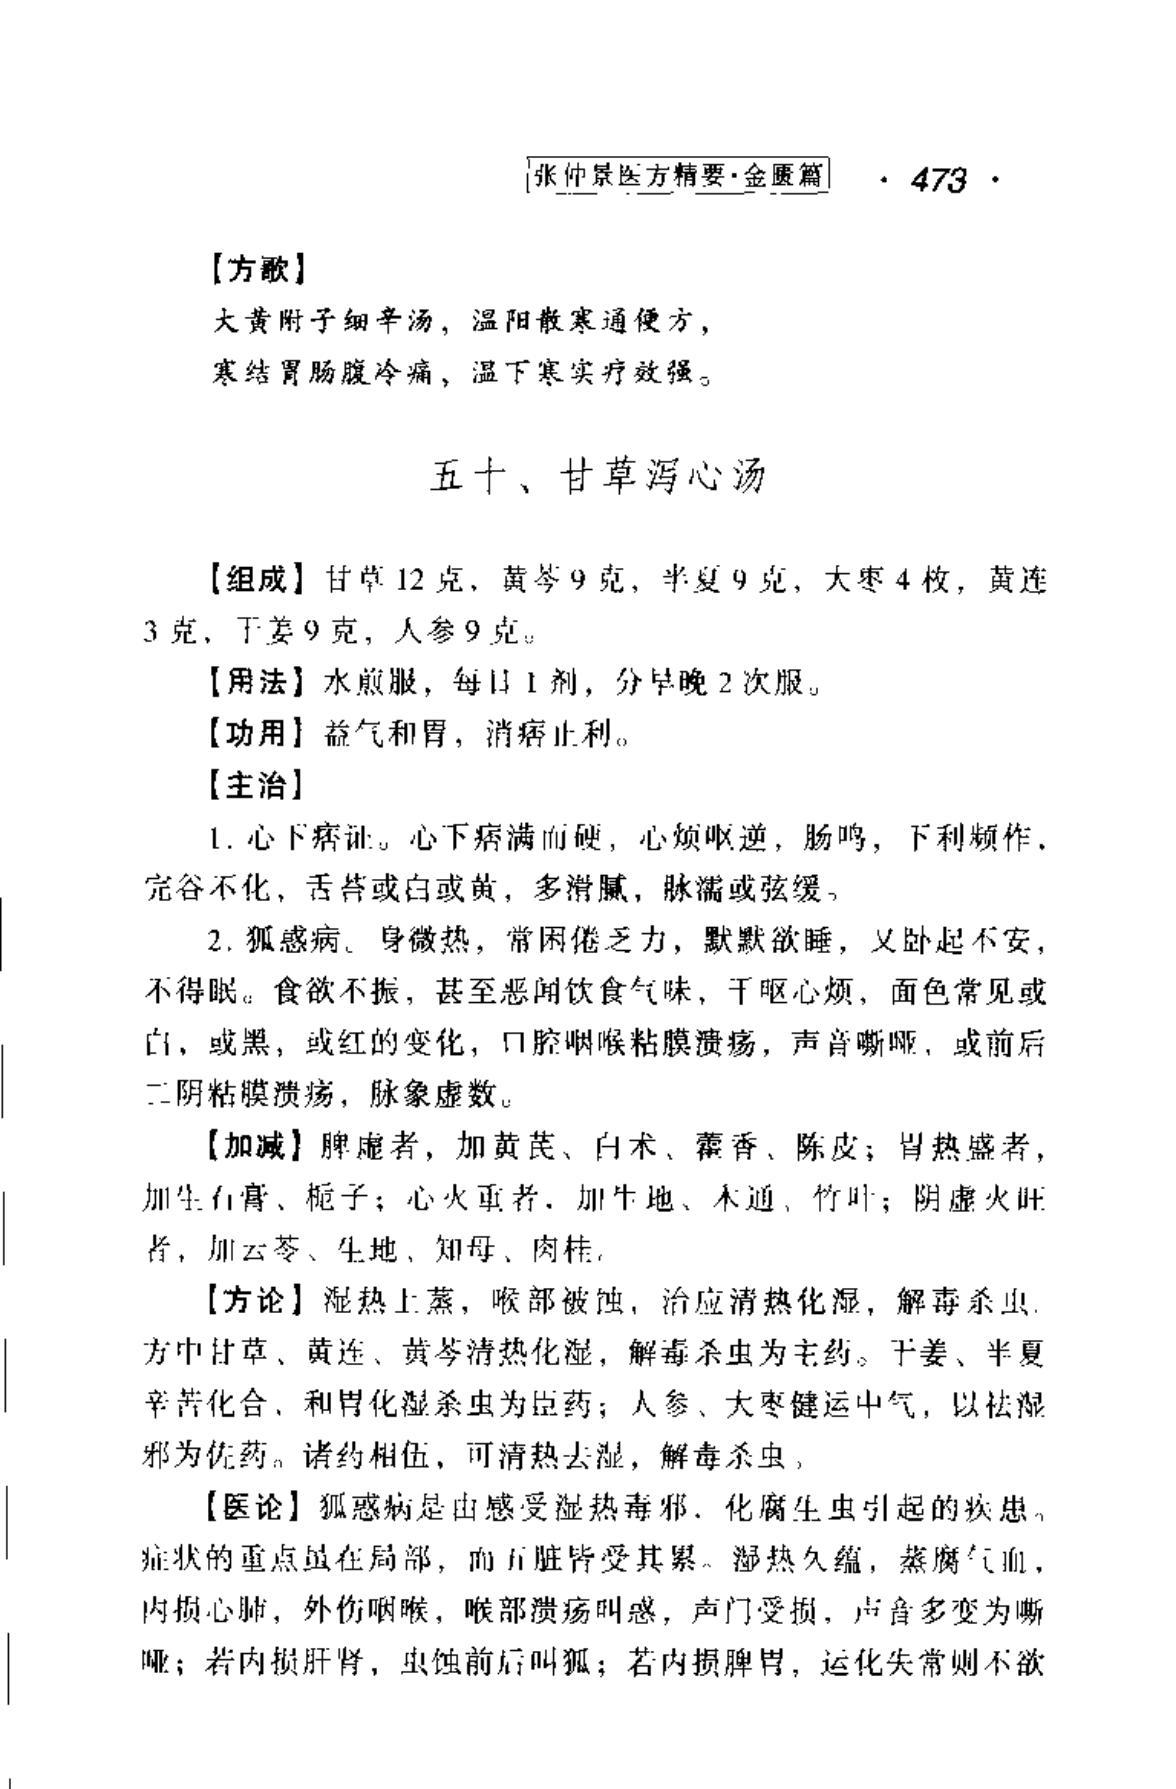 张仲景医方精要·金匮篇 · 473 ·
【方歌】
大黄附子细辛汤，温阳散寒通便方，
寒结胃肠腹冷痛，温下寒实疗效强。
五十、甘草泻心汤
【组成】甘草 12 克，黄芩 9 克，半夏 9 克，大枣 4 枚，黄连
3 克，干姜 9 克，人参 9 克。
【用法】水煎服，每日 1 剂，分早晚 2 次服。
【功用】益气和胃，消痞止利。
【主治】
1. 心下痞证。心下痞满而硬，心烦呕逆，肠鸣，下利频作，
完谷不化，舌苔或白或黄，多滑腻，脉濡或弦缓。
2. 狐惑病。身微热，常困倦乏力，默默欲睡，又卧起不安，
不得眠。食欲不振，甚至恶闻饮食气味，干呕心烦，面色常见或
白，或黑，或红的变化，口腔咽喉粘膜溃疡，声音嘶哑，或前后
二阴粘膜溃疡，脉象虚数。
【加减】脾虚者，加黄芪、白术、藿香、陈皮；胃热盛者，
加生石膏、栀子；心火重者，加生地、木通、竹叶；阴虚火旺
者，加云苓、生地、知母、肉桂。
【方论】湿热上蒸，喉部被蚀，治应清热化湿，解毒杀虫。
方中甘草、黄连、黄芩清热化湿，解毒杀虫为主药。干姜、半夏
辛苦化合，和胃化湿杀虫为臣药；人参、大枣健运中气，以祛湿
邪为佐药。诸药相伍，可清热去湿，解毒杀虫。
【医论】狐惑病是由感受湿热毒邪，化腐生虫引起的疾患。
症状的重点虽在局部，而五脏皆受其累。湿热久蕴，蒸腐气血，
内损心肺，外伤咽喉，喉部溃疡叫惑，声门受损，声音多变为嘶
哑；若内损肝肾，虫蚀前后叫狐；若内损脾胃，运化失常则不欲